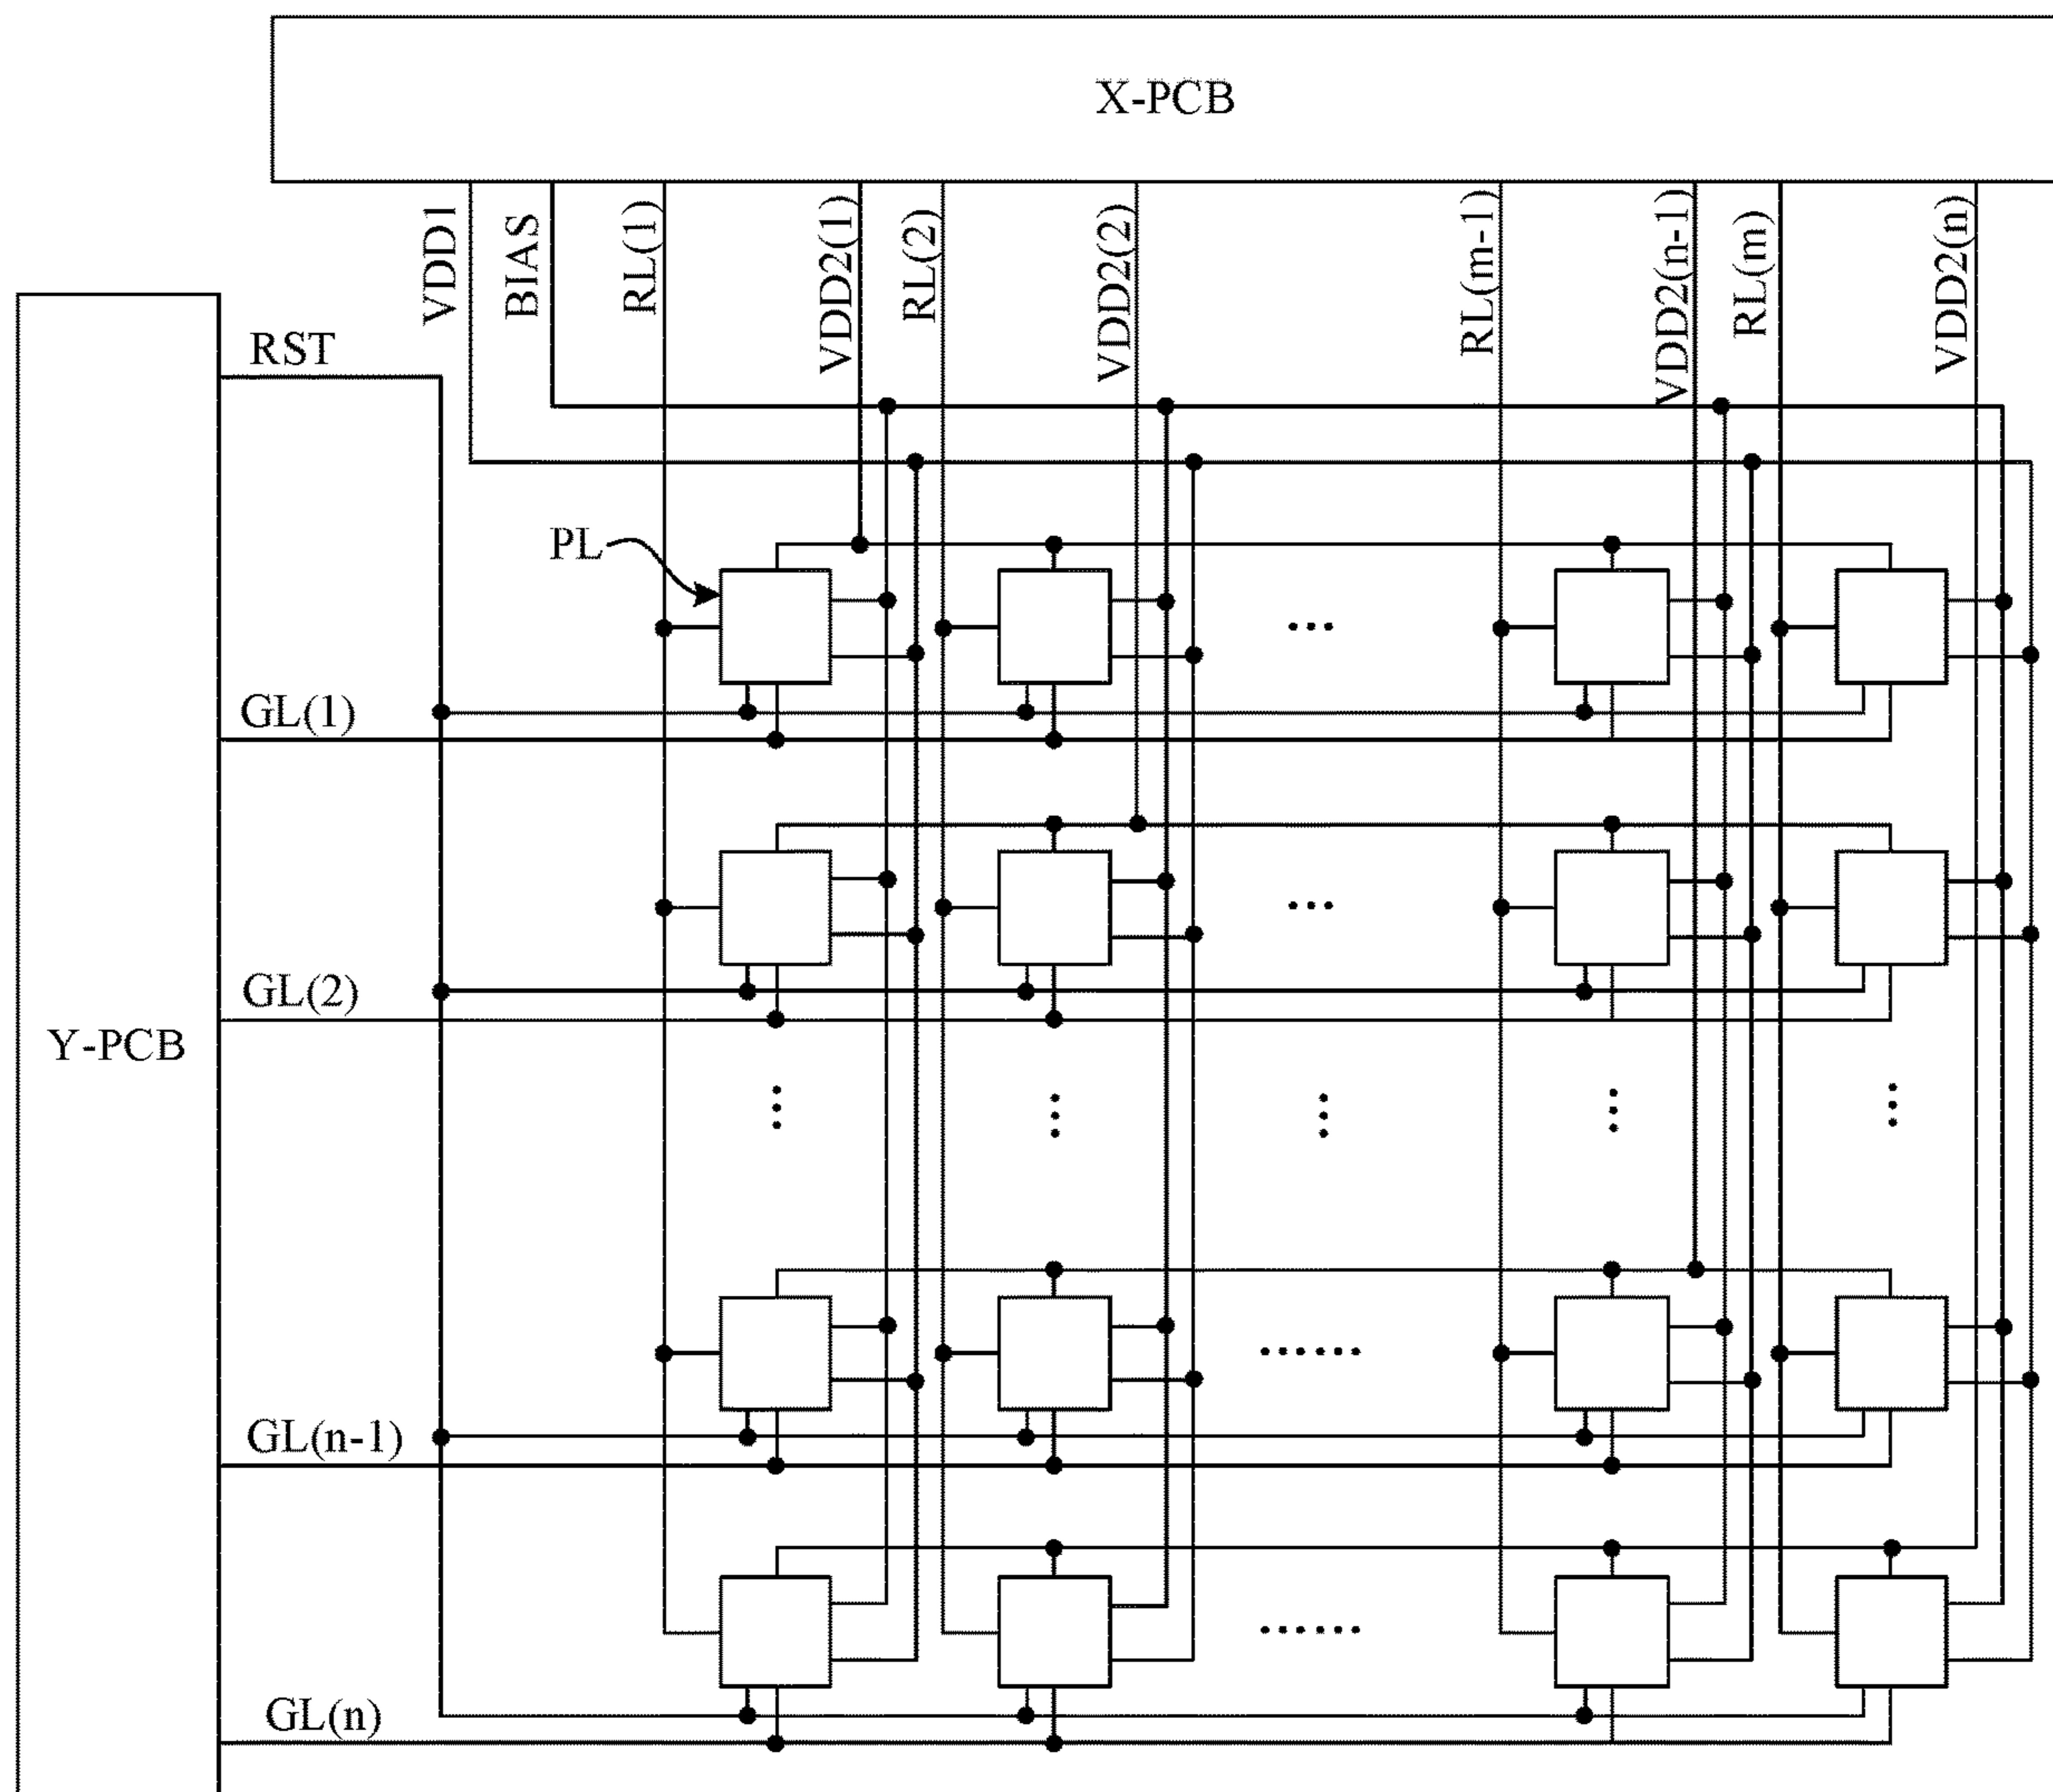 X-PCB
VDD1
BIAS
RL(1)
VDD2(1)
RL(2)
VDD2(2)
RL(m-1)
VDD2(n-1)
RL(m)
VDD2(n)
RST
PL
...
GL(1)
...
GL(2)
Y-PCB
......
GL(n-1)
......
GL(n)